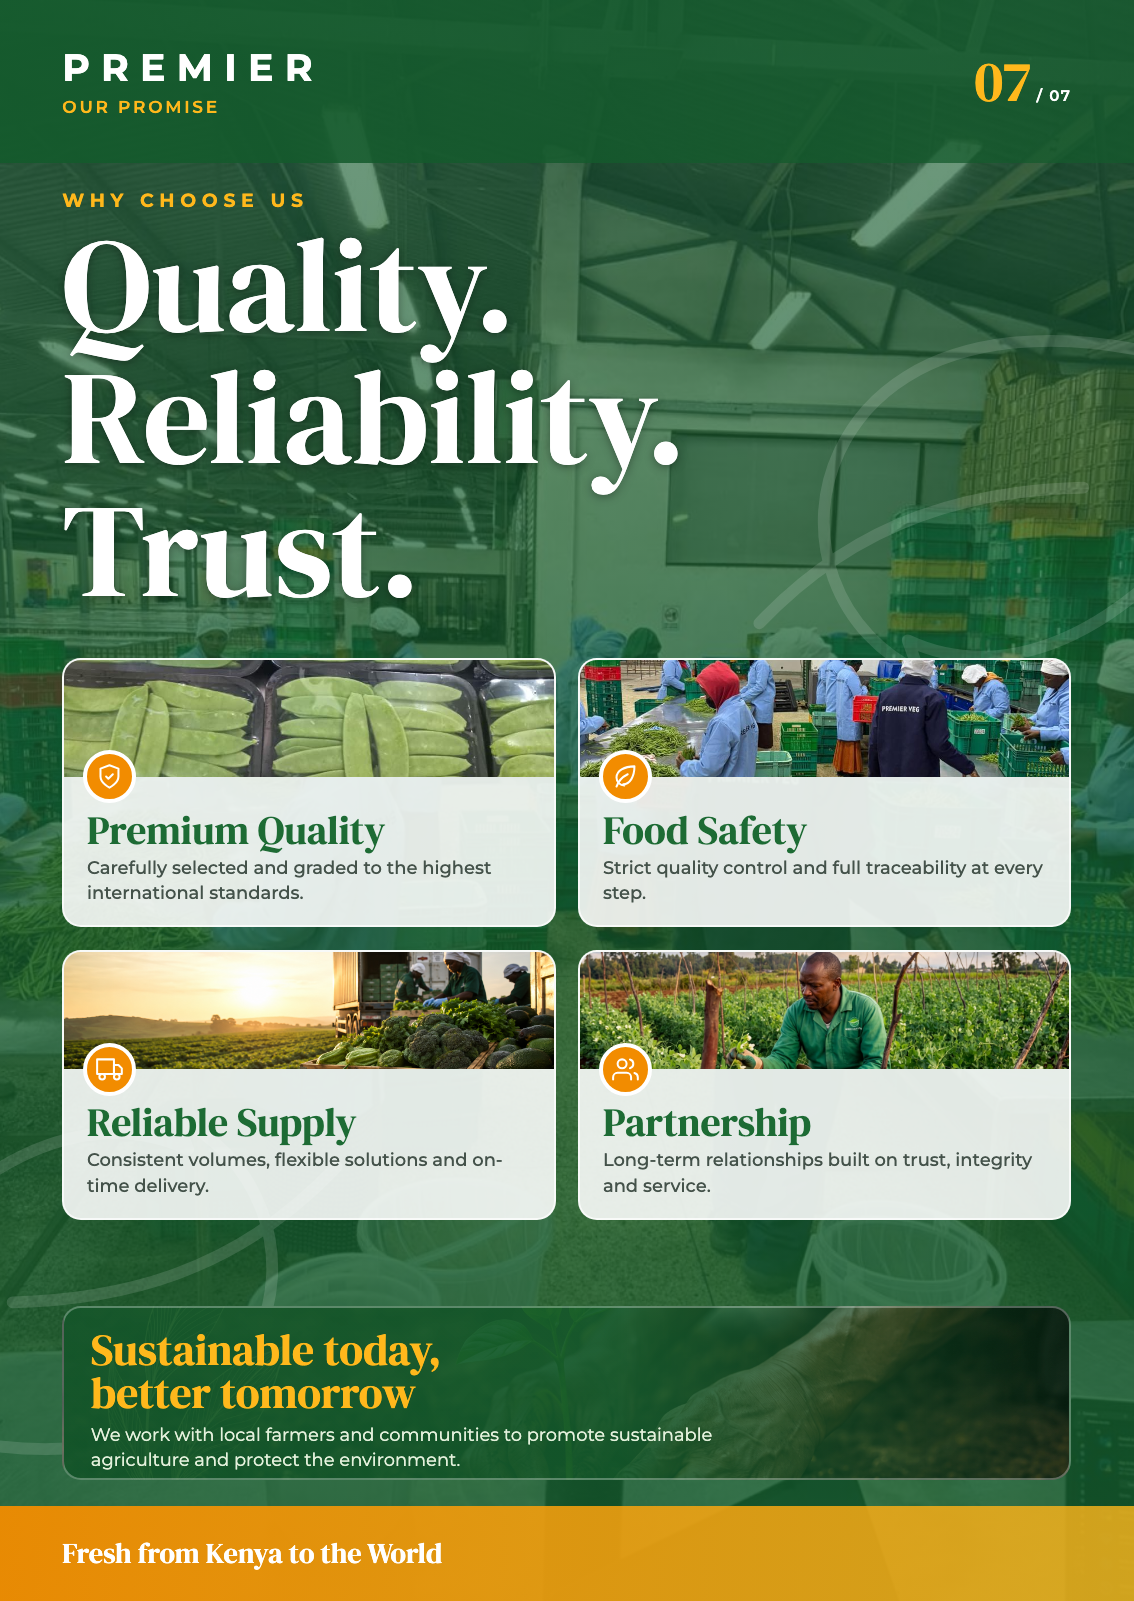 PREMIER
OUR PROMISE
07 / 07
WHY CHOOSE US
Quality.
Reliability.
Trust.
PREMIER VEG
Premium Quality
Carefully selected and graded to the highest
international standards.
Food Safety
Strict quality control and full traceability at every
step.
Reliable Supply
Consistent volumes, flexible solutions and on-
time delivery.
Partnership
Long-term relationships built on trust, integrity
and service.
Sustainable today,
better tomorrow
We work with local farmers and communities to promote sustainable
agriculture and protect the environment.
Fresh from Kenya to the World